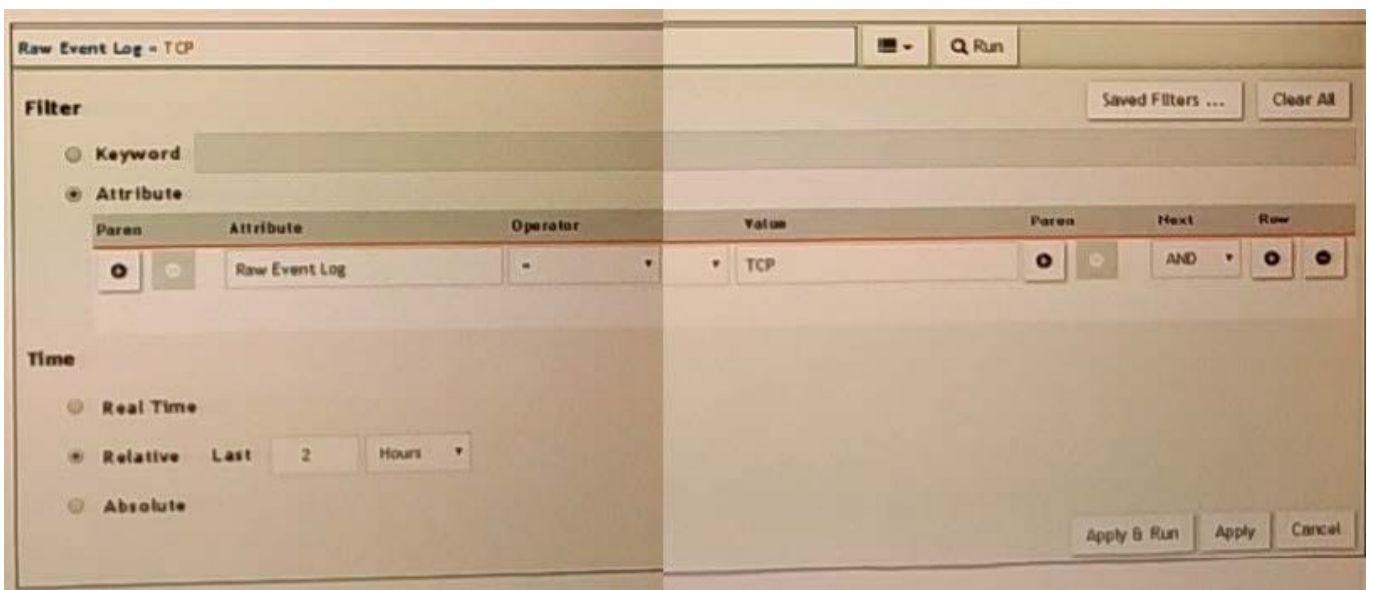 Raw Event Log = TCP Run
Filter Saved Filters ... Clear All
Keyword
Attribute
Paren Attribute Operator Value Paren Next Row
Raw Event Log = TCP AND
Time
Real Time
Relative Last 2 Hours
Absolute
Apply & Run Apply Cancel